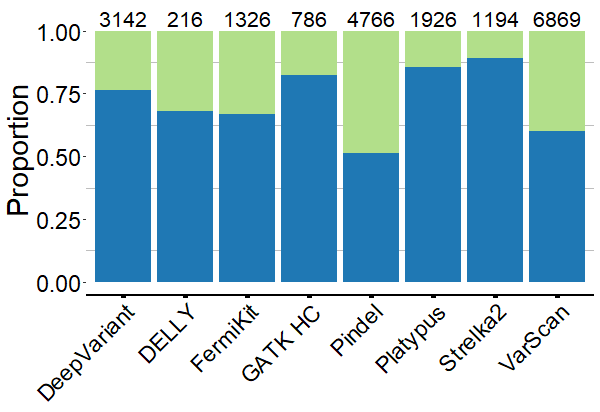 3142 216 1326 786 4766 1926 1194 6869
1.00
0.75
0.50
0.25
0.00
Proportion
DeepVariant
DELLY
FermiKit
GATK HC
Pindel
Platypus
Strelka2
VarScan